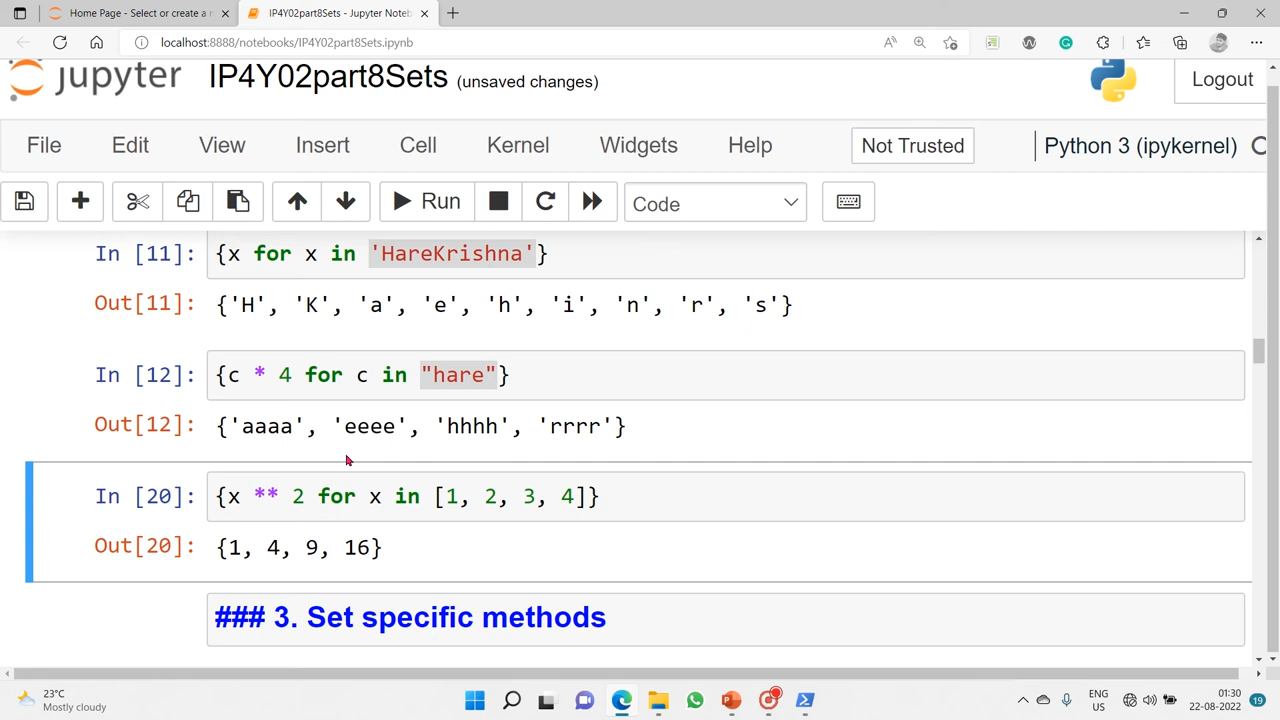 Home Page - Select or create a n
IP4Y02part8Sets - Jupyter Noteb
localhost:8888/notebooks/IP4Y02part8Sets.ipynb
jupyter IP4Y02part8Sets (unsaved changes) Logout
File Edit View Insert Cell Kernel Widgets Help Not Trusted Python 3 (ipykernel)
Run Code
In [11]: {x for x in 'HareKrishna'}
Out[11]: {'H', 'K', 'a', 'e', 'h', 'i', 'n', 'r', 's'}
In [12]: {c * 4 for c in "hare"}
Out[12]: {'aaaa', 'eeee', 'hhhh', 'rrrr'}
In [20]: {x ** 2 for x in [1, 2, 3, 4]}
Out[20]: {1, 4, 9, 16}
### 3. Set specific methods
23°C
Mostly cloudy
ENG
US
01:30
22-08-2022
19